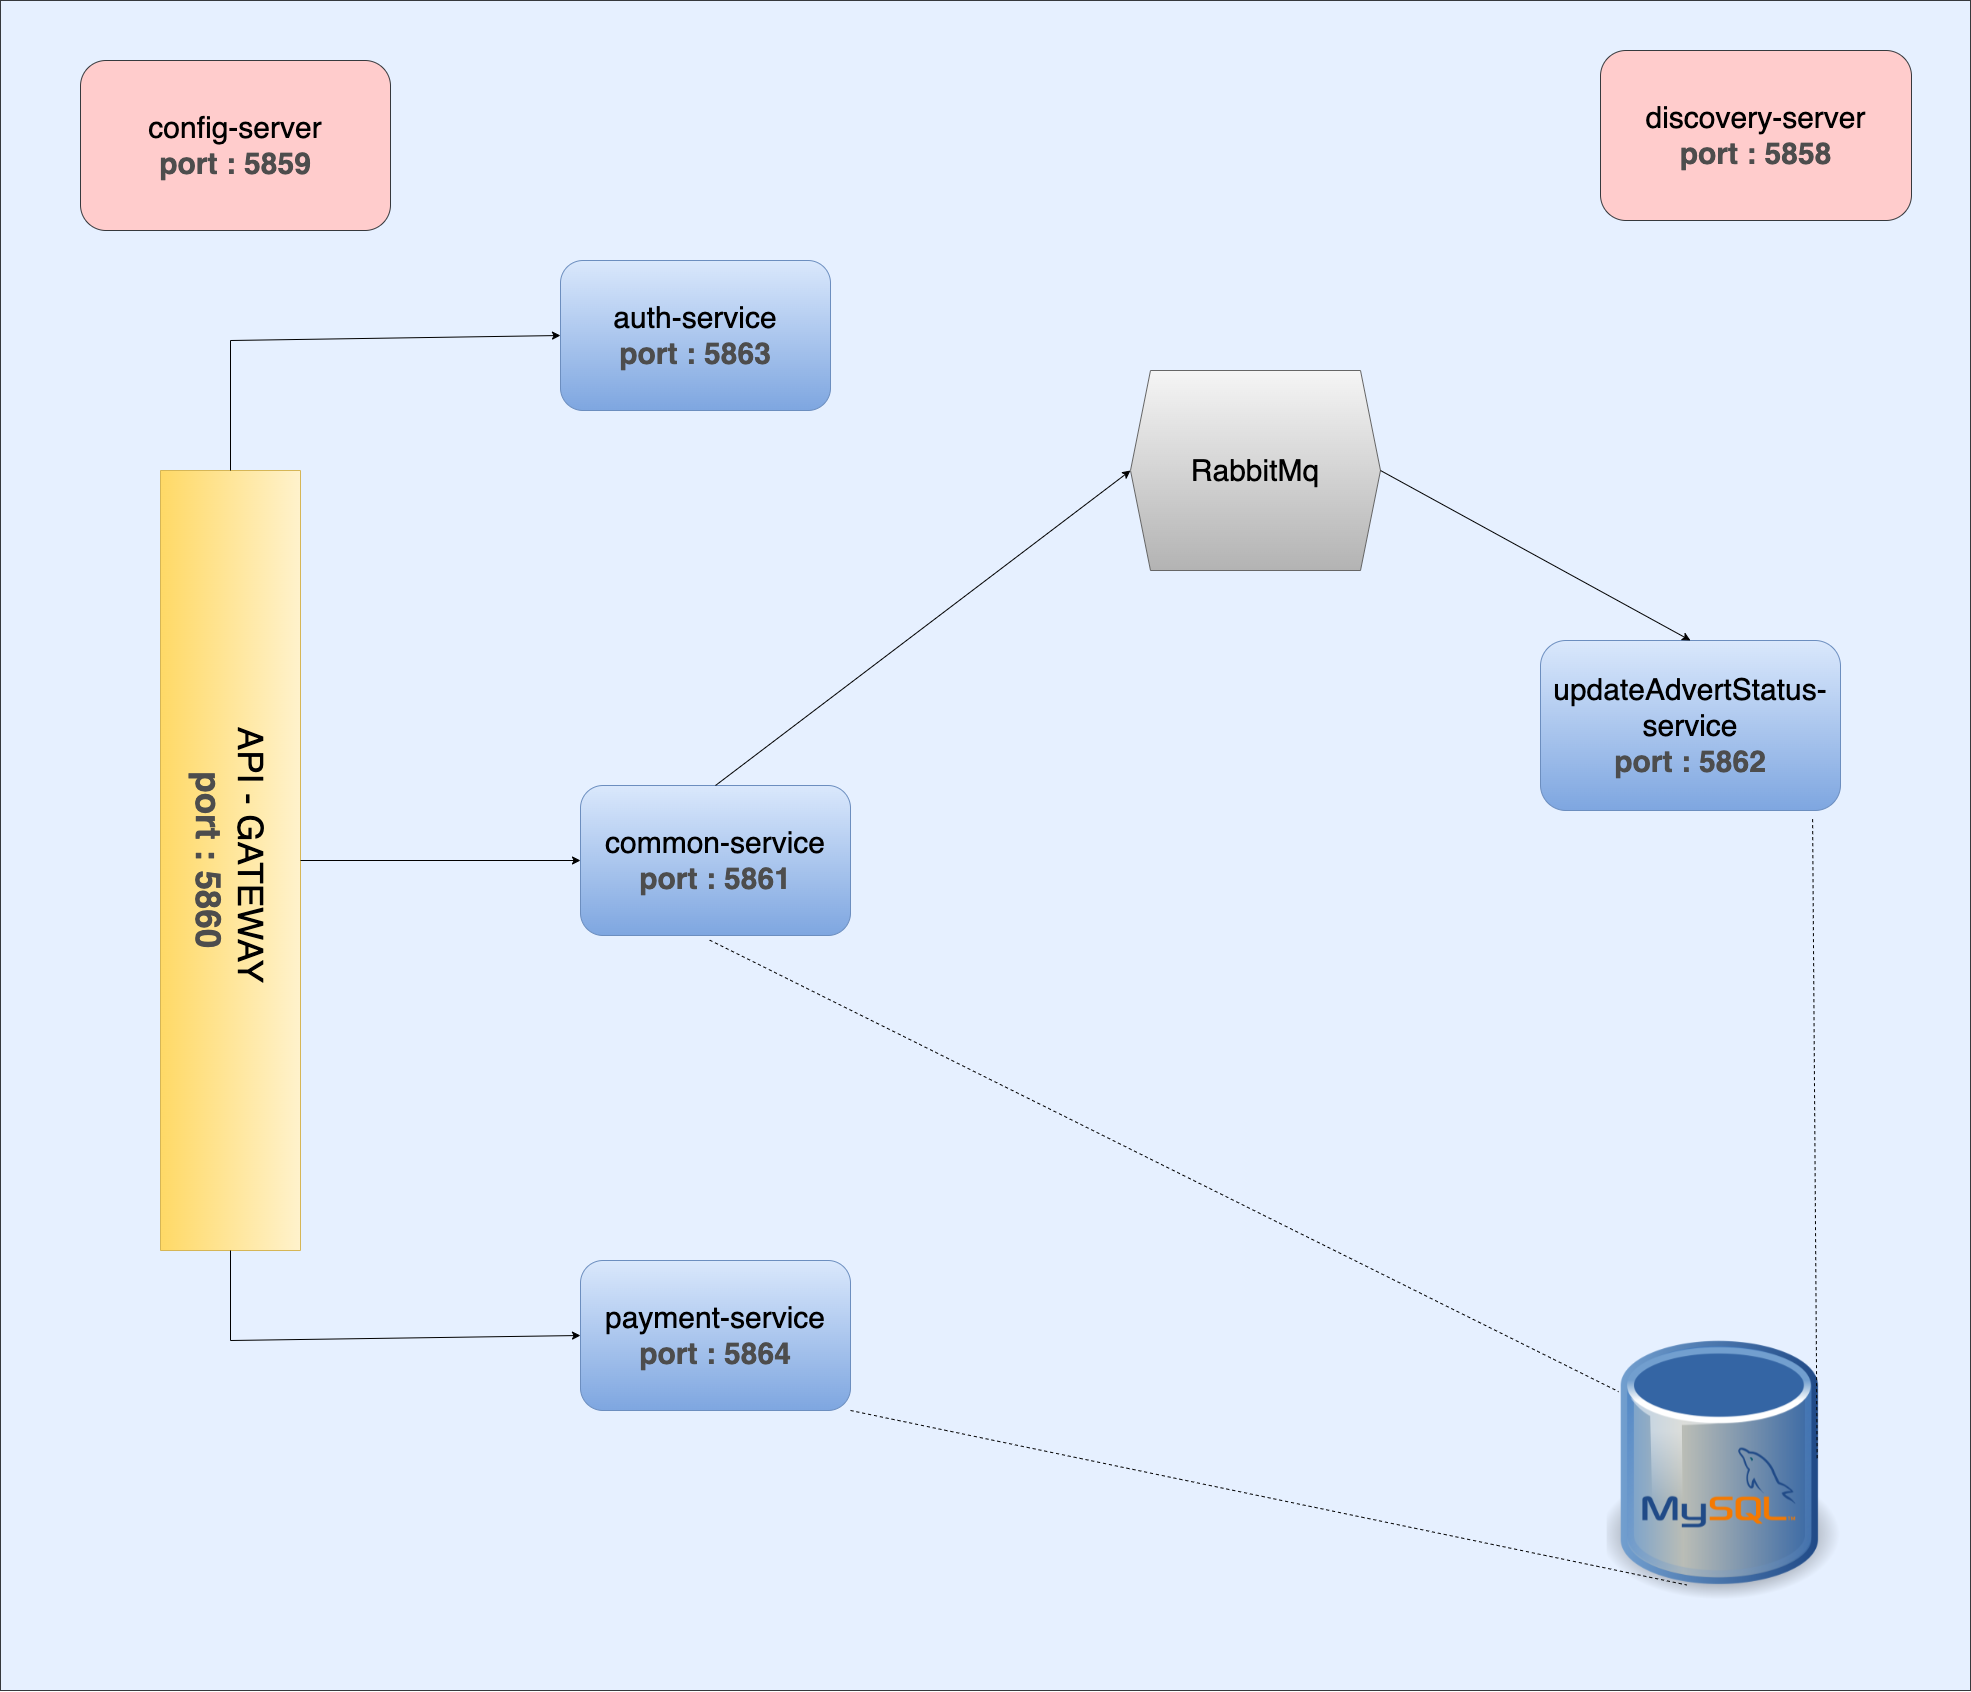 config-server
port : 5859
discovery-server
port : 5858
auth-service
port : 5863
RabbitMq
updateAdvertStatus-
service
port : 5862
API - GATEWAY
port : 5860
common-service
port : 5861
payment-service
port : 5864
MySQL™